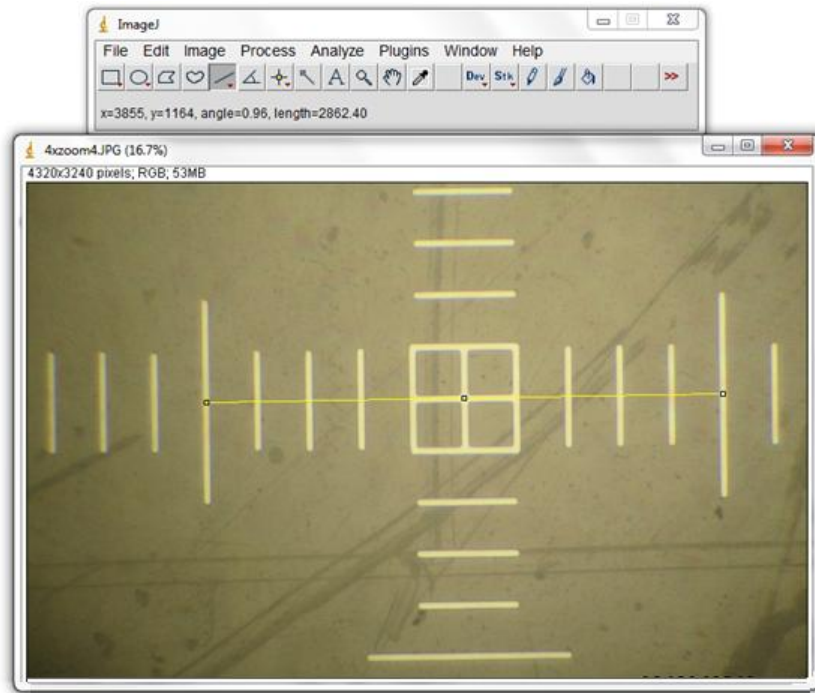 ImageJ
File Edit Image Process Analyze Plugins Window Help
A Dev Stk >>
x=3855, y=1164, angle=0.96, length=2862.40
4xzoom4.JPG (16.7%)
4320x3240 pixels; RGB; 53MB